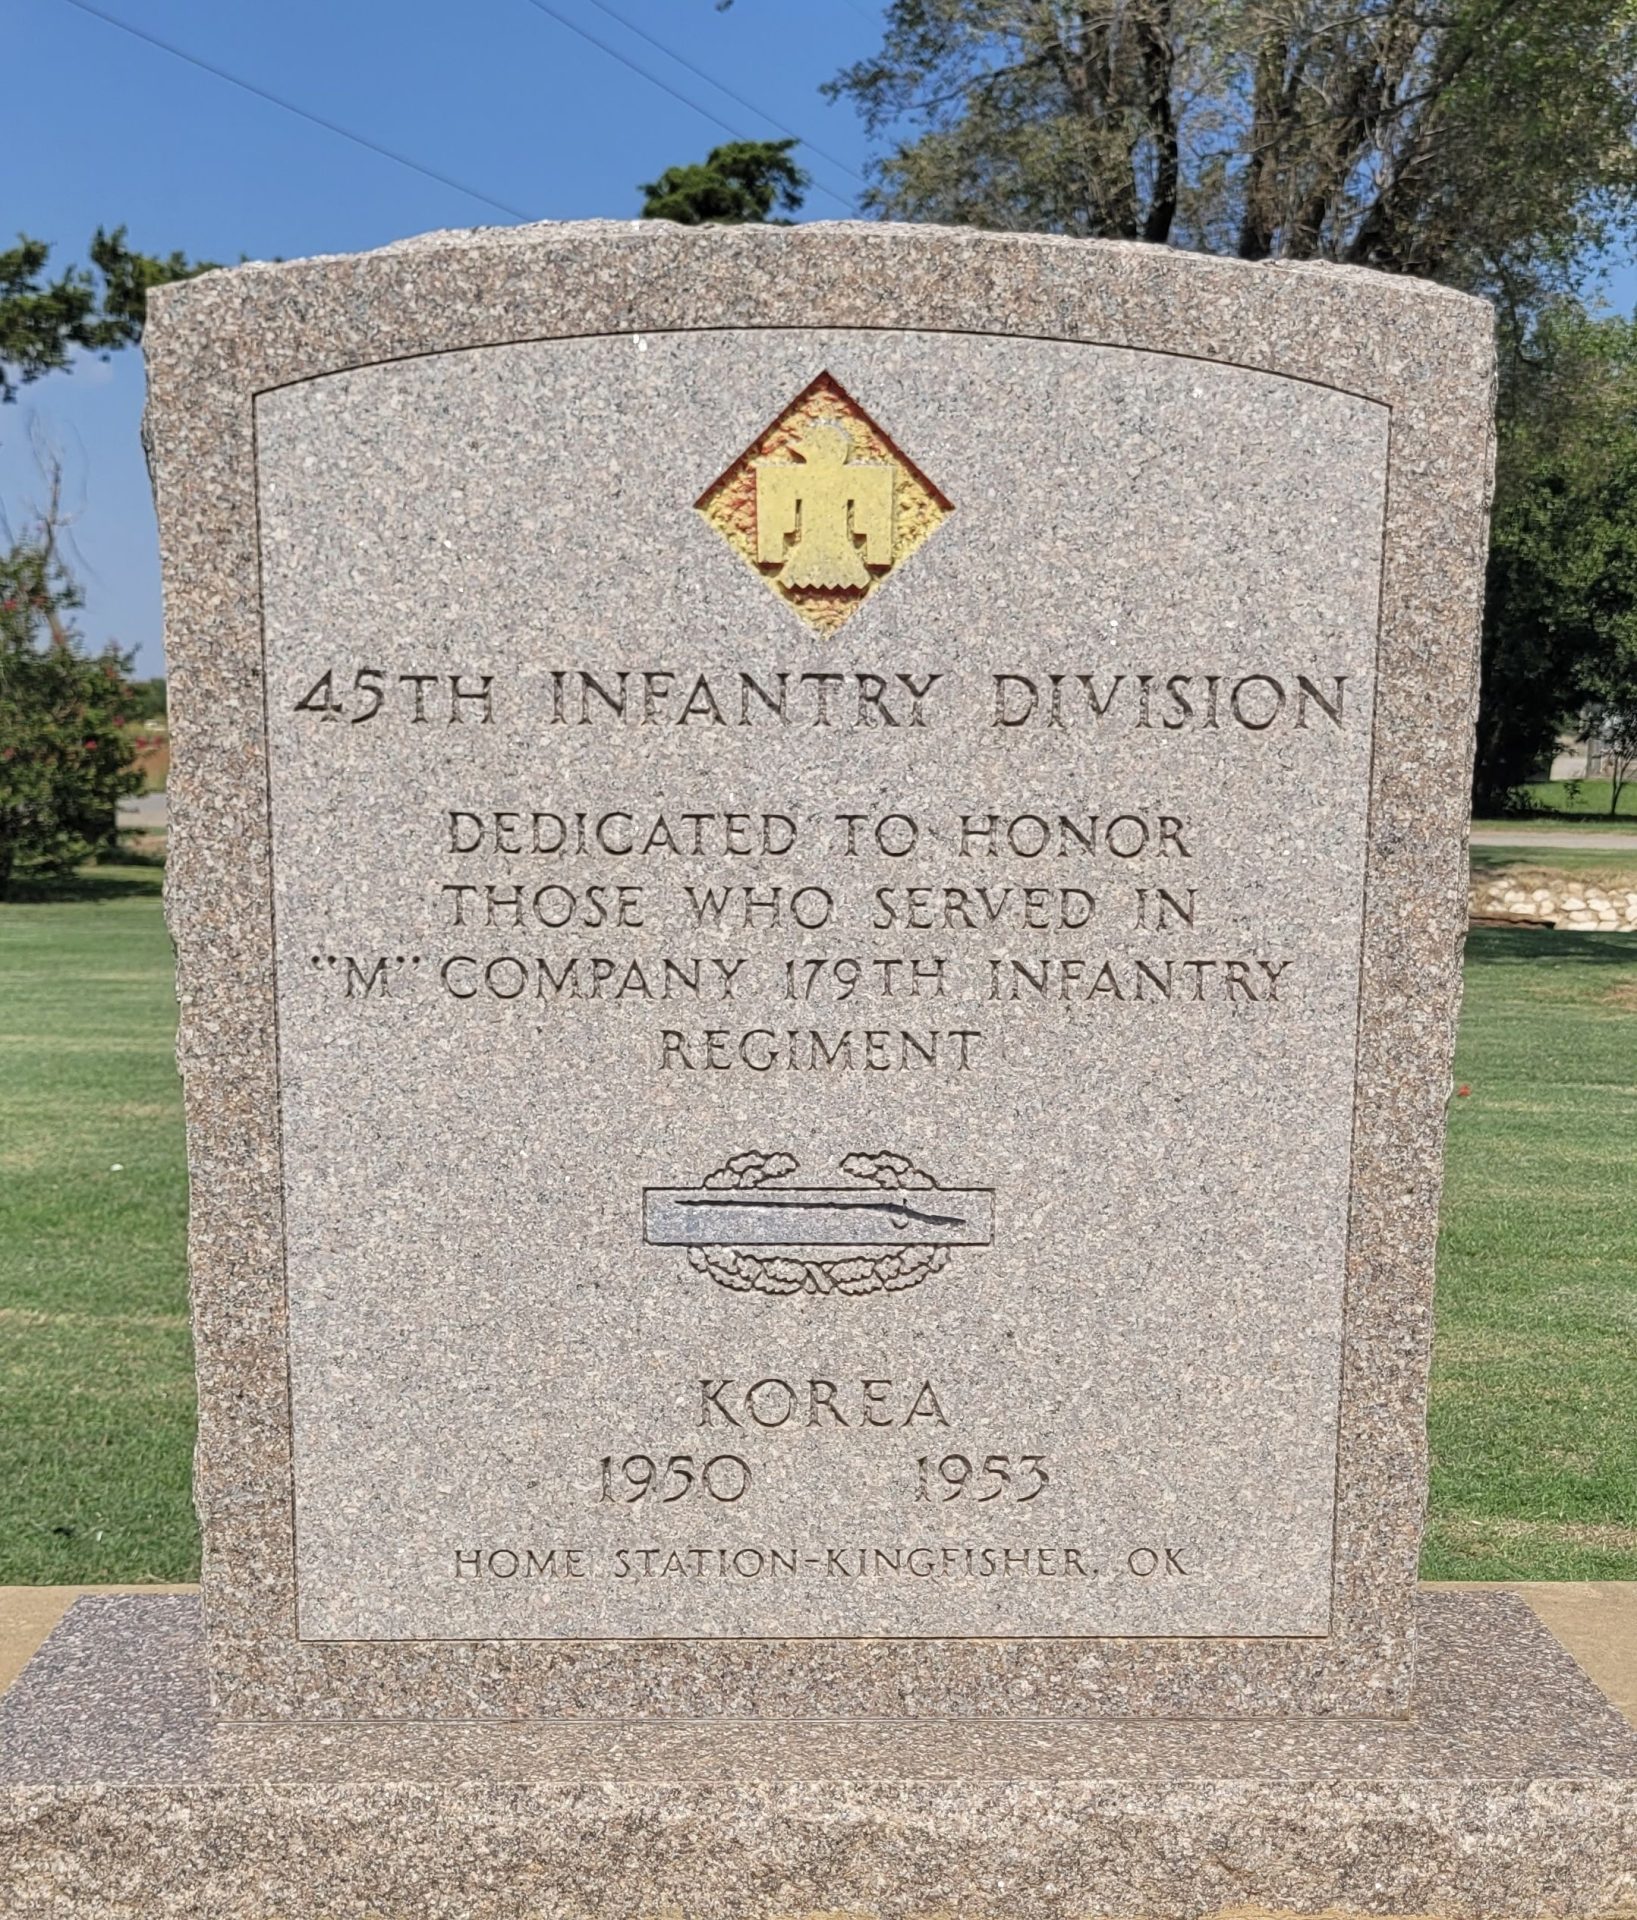 45TH INFANTRY DIVISION
DEDICATED TO HONOR
THOSE WHO SERVED IN
"M" COMPANY 179TH INFANTRY
REGIMENT
KOREA
1950 1953
HOME STATION-KINGFISHER, OK